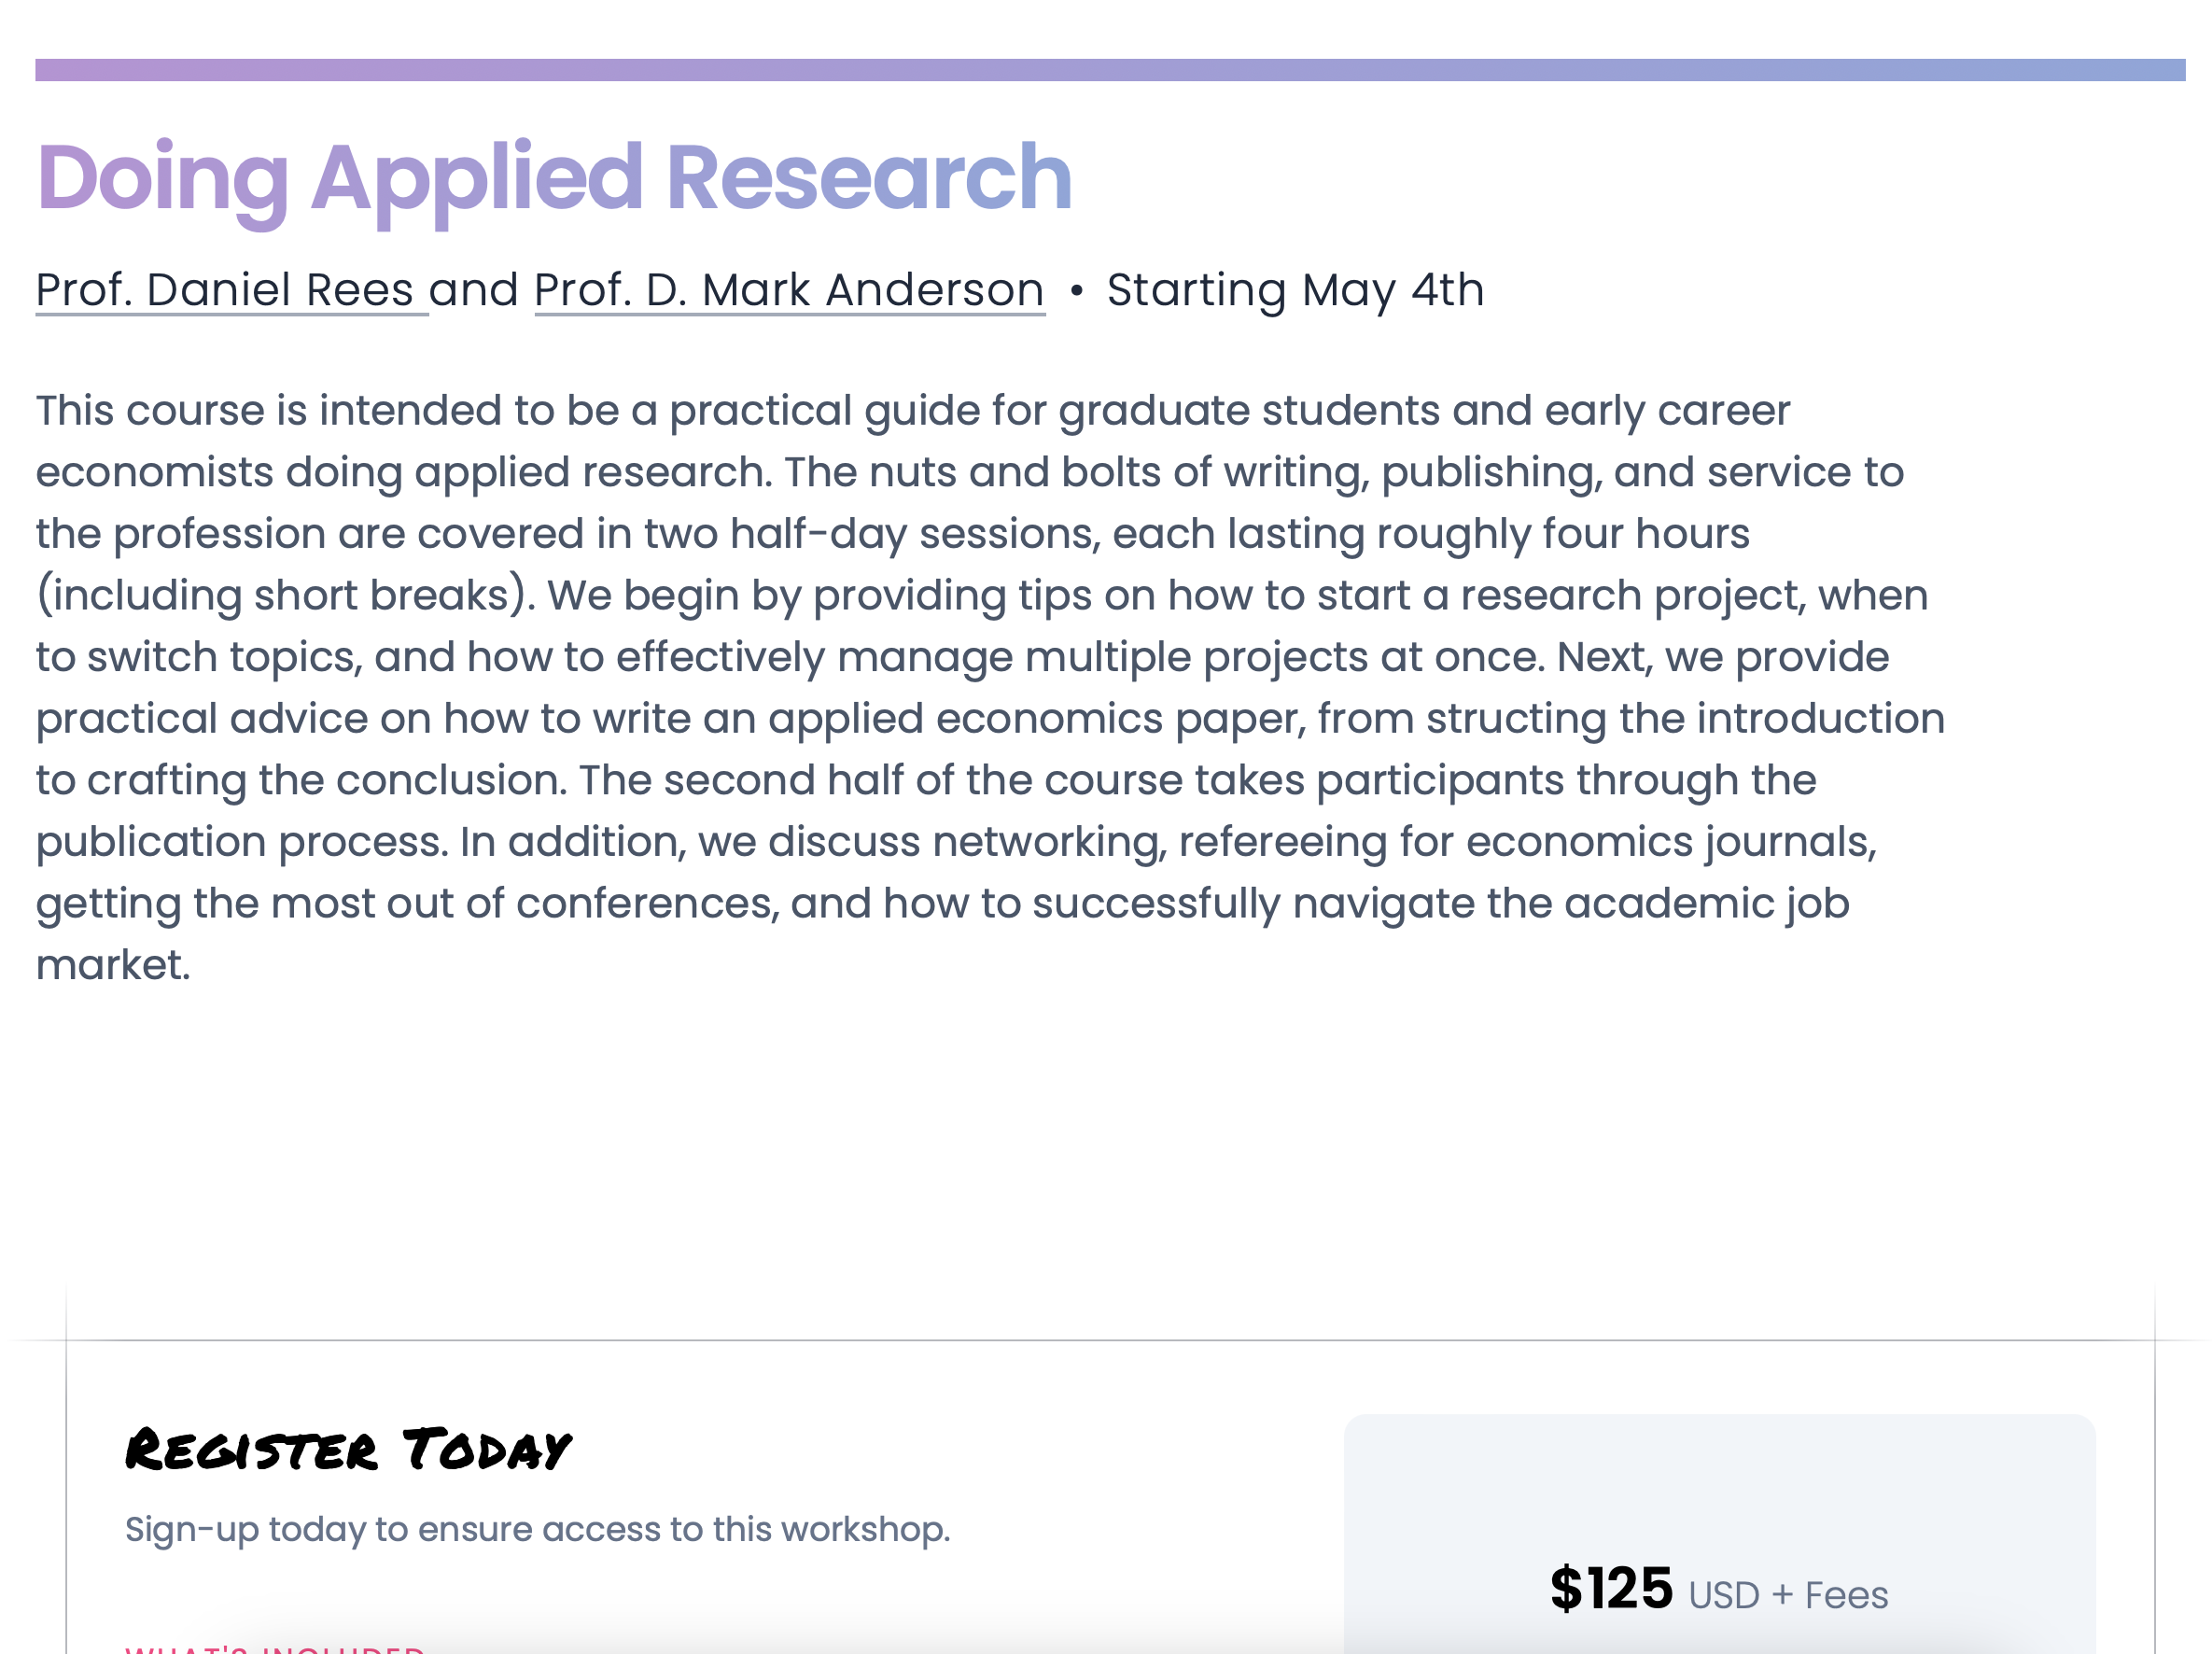 Doing Applied Research
Prof. Daniel Rees and Prof. D. Mark Anderson • Starting May 4th
This course is intended to be a practical guide for graduate students and early career
economists doing applied research. The nuts and bolts of writing, publishing, and service to
the profession are covered in two half-day sessions, each lasting roughly four hours
(including short breaks). We begin by providing tips on how to start a research project, when
to switch topics, and how to effectively manage multiple projects at once. Next, we provide
practical advice on how to write an applied economics paper, from structing the introduction
to crafting the conclusion. The second half of the course takes participants through the
publication process. In addition, we discuss networking, refereeing for economics journals,
getting the most out of conferences, and how to successfully navigate the academic job
market.
Register Today
Sign-up today to ensure access to this workshop.
$125 USD + Fees
WHAT'S INCLUDED